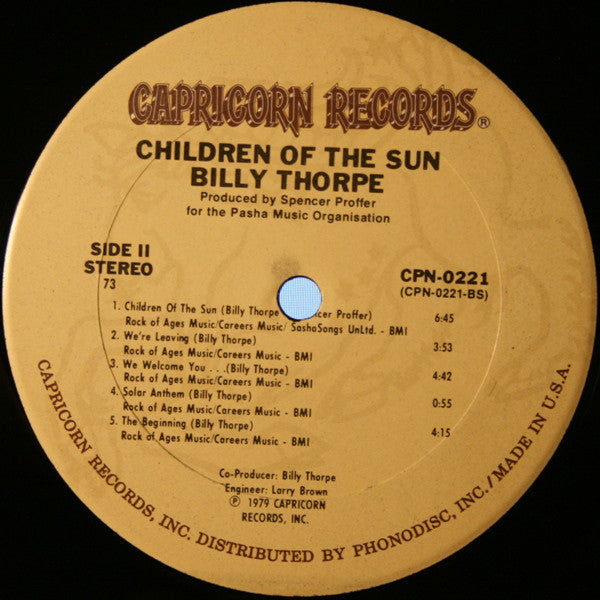 CAPRICORN RECORDS®
CHILDREN OF THE SUN
BILLY THORPE
Produced by Spencer Proffer
for the Pasha Music Organisation
SIDE II
STEREO
73
CPN-0221
(CPN-0221-BS)
1. Children Of The Sun (Billy Thorpe cer Proffer) 6:45
Rock of Ages Music/Careers Music/ SashaSongs UnLtd. - BMI
2. We're Leaving (Billy Thorpe) 3:53
Rock of Ages Music/Careers Music - BMI
3. We Welcome You . . .(Billy Thorpe) 4:42
Rock of Ages Music/Careers Music - BMI
4. Solar Anthem (Billy Thorpe) 0:55
Rock of Ages Music/Careers Music - BMI
5. The Beginning (Billy Thorpe) 4:15
Rock of Ages Music/Careers Music - BMI
Co-Producer: Billy Thorpe
Engineer: Larry Brown
℗ 1979 CAPRICORN
RECORDS, INC.
CAPRICORN RECORDS, INC. DISTRIBUTED BY PHONODISC, INC./MADE IN U.S.A.